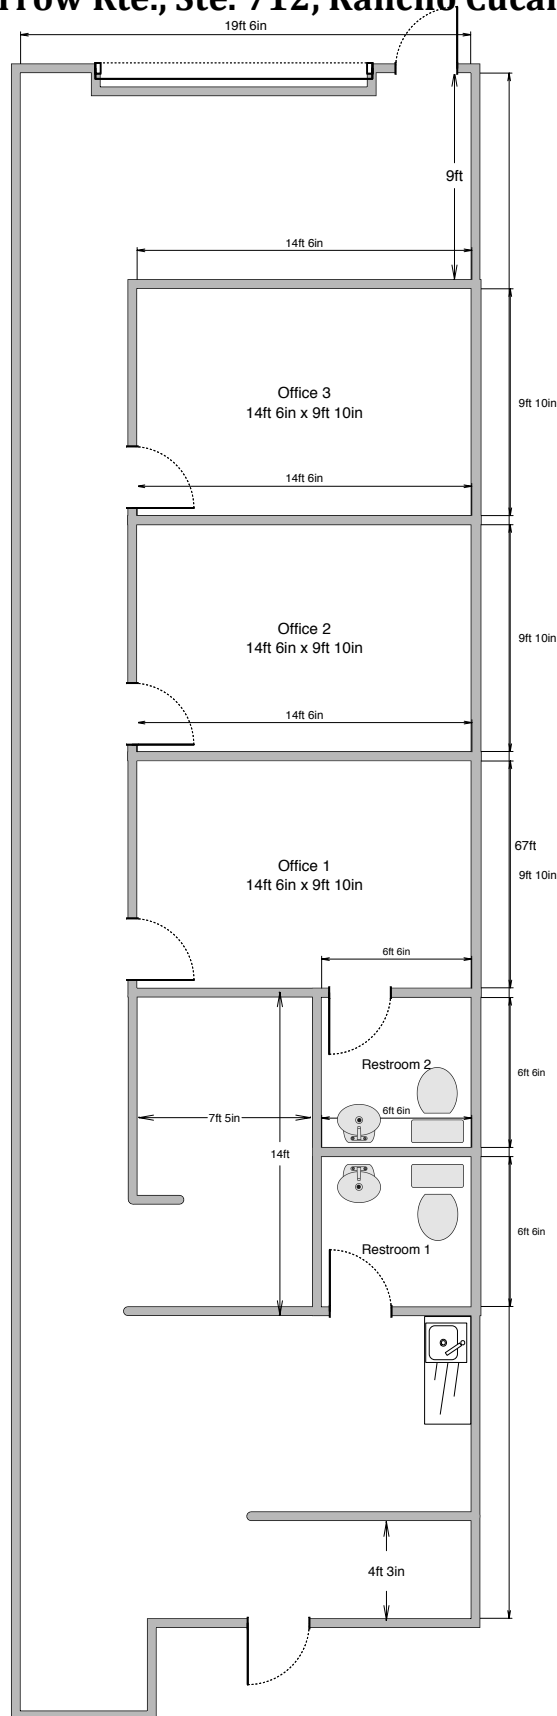 rrow Rte., Ste. 712, Rancho Cucam
19ft 6in
9ft
14ft 6in
Office 3
14ft 6in x 9ft 10in
9ft 10in
14ft 6in
Office 2
14ft 6in x 9ft 10in
9ft 10in
14ft 6in
67ft
Office 1
14ft 6in x 9ft 10in
9ft 10in
6ft 6in
Restroom 2
6ft 6in
6ft 6in
7ft 5in
14ft
6ft 6in
Restroom 1
4ft 3in